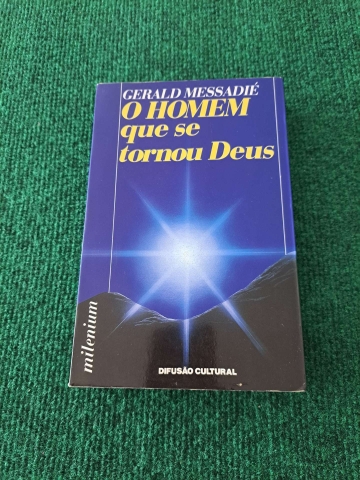 GERALD MESSADIÉ
O HOMEM
que se
tornou Deus
milenium
DIFUSÃO CULTURAL